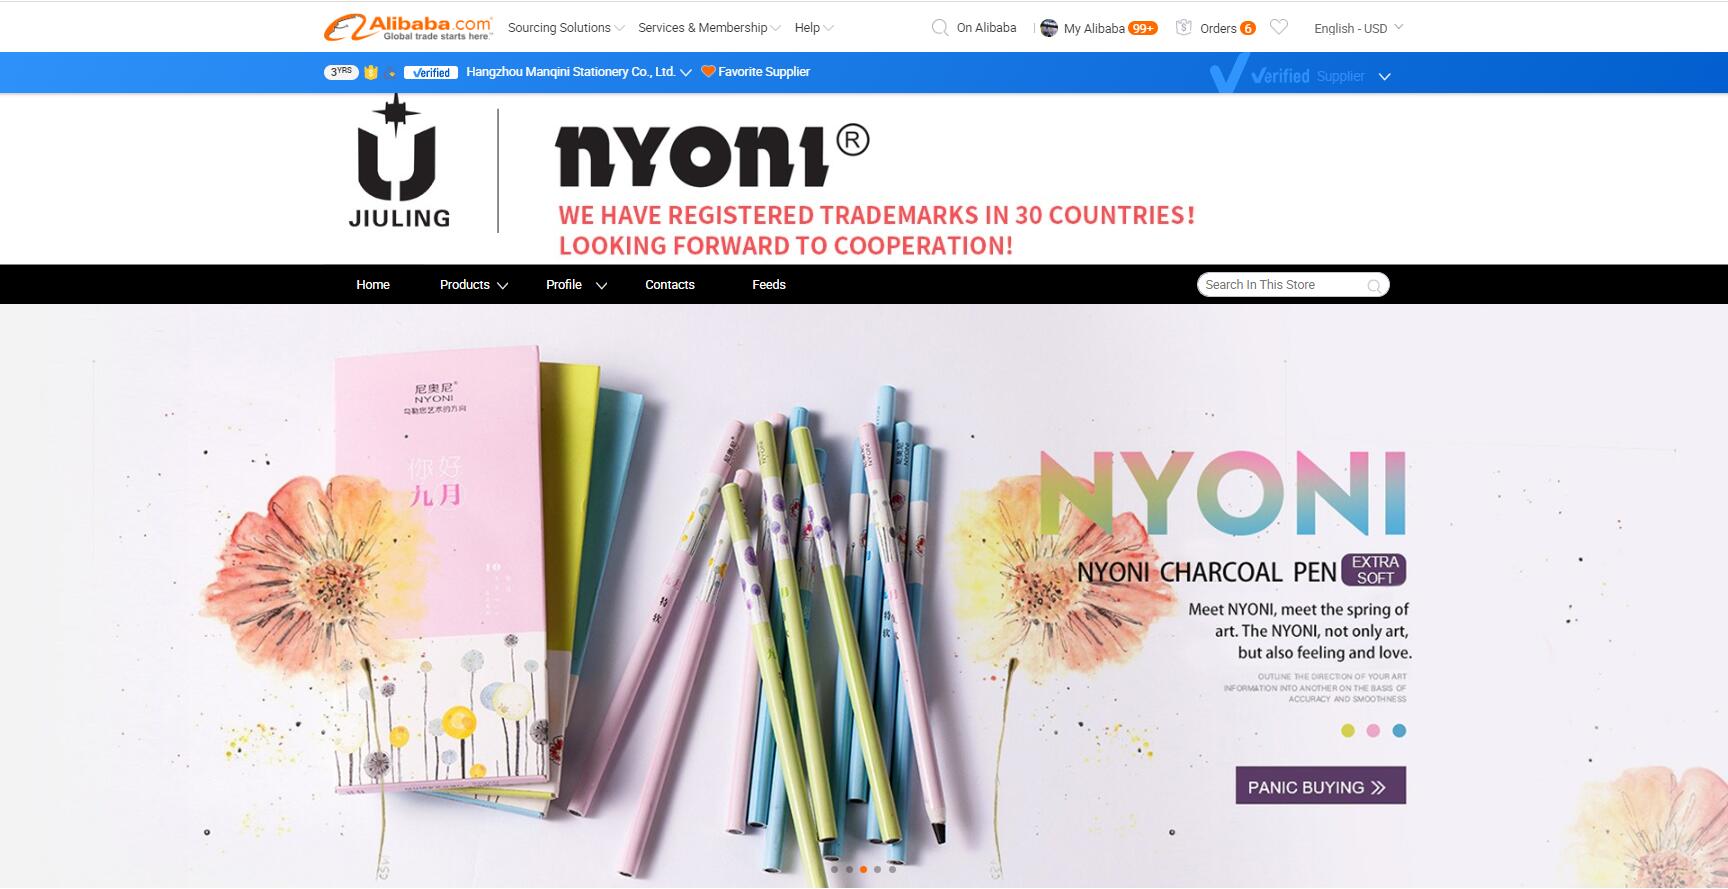 Alibaba.com
Global trade starts here.™
Sourcing Solutions
Services & Membership
Help
On Alibaba
My Alibaba 99+
Orders 6
English - USD
3YRS
Verified
Hangzhou Manqini Stationery Co., Ltd.
Favorite Supplier
Verified Supplier
JIULING
NYONI®
WE HAVE REGISTERED TRADEMARKS IN 30 COUNTRIES!
LOOKING FORWARD TO COOPERATION!
Home
Products
Profile
Contacts
Feeds
Search In This Store
尼奥尼®
NYONI
勾勒您艺术的方向
你好
九月
特软
NYONI
NYONI CHARCOAL PEN EXTRA SOFT
Meet NYONI, meet the spring of
art. The NYONI, not only art,
but also feeling and love.
OUTLINE THE DIRECTION OF YOUR ART
INFORMATION INTO ANOTHER ON THE BASIS OF
ACCURACY AND SMOOTHNESS
PANIC BUYING